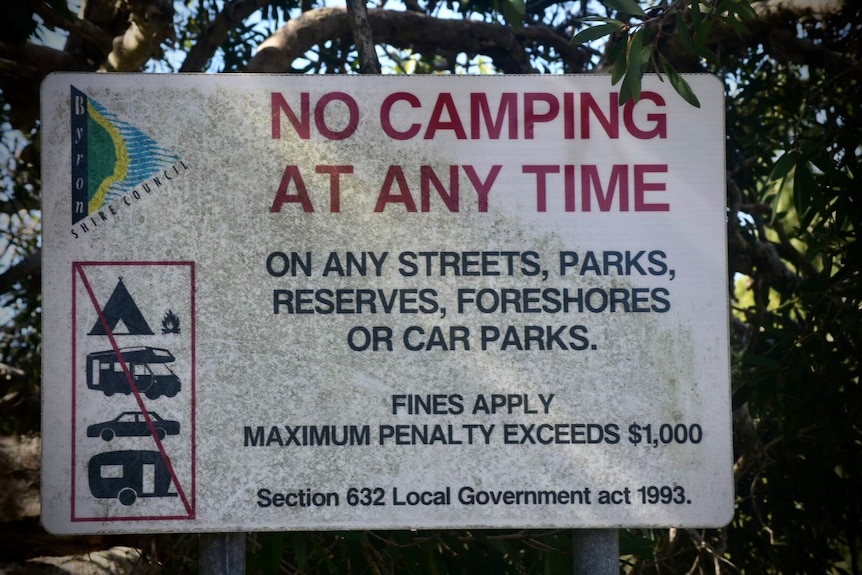 Byron
SHIRE COUNCIL
NO CAMPING
AT ANY TIME
ON ANY STREETS, PARKS,
RESERVES, FORESHORES
OR CAR PARKS.
FINES APPLY
MAXIMUM PENALTY EXCEEDS $1,000
Section 632 Local Government act 1993.